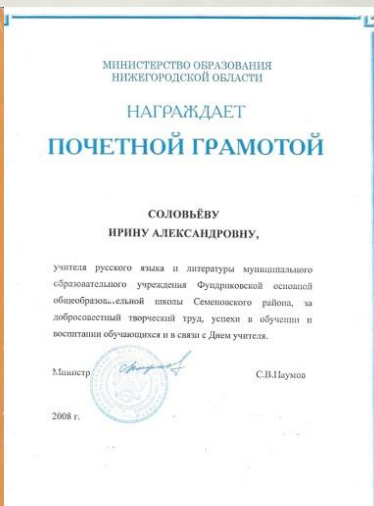 МИНИСТЕРСТВО ОБРАЗОВАНИЯ
НИЖЕГОРОДСКОЙ ОБЛАСТИ
НАГРАЖДАЕТ
ПОЧЕТНОЙ ГРАМОТОЙ
СОЛОВЬЁВУ
ИРИНУ АЛЕКСАНДРОВНУ,
учителя русского языка и литературы муниципального
образовательного учреждения Фундриковской основной
общеобразовательной школы Семеновского района, за
добросовестный творческий труд, успехи в обучении и
воспитании обучающихся и в связи с Днем учителя.
Министр
С.В.Наумов
2008 г.